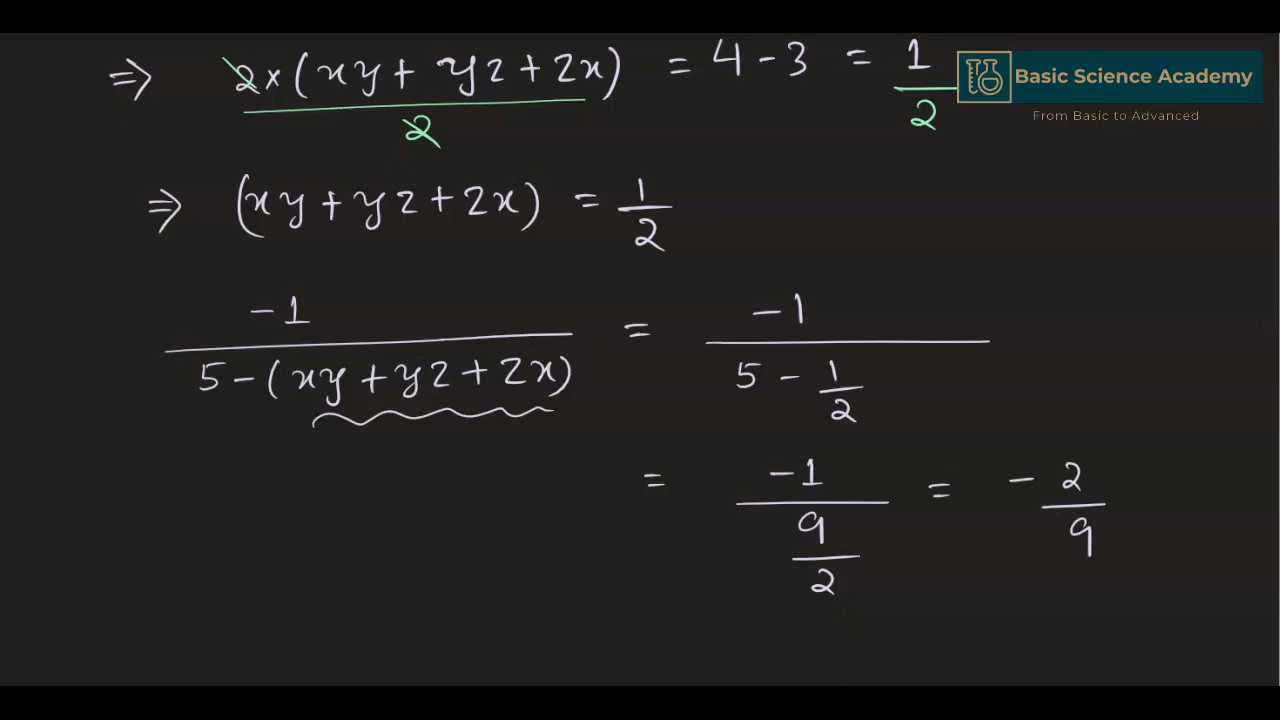 ⇒ 2×(xy+yz+zx)/2 = 4-3 = 1/2
Basic Science Academy
From Basic to Advanced
⇒ (xy+yz+zx) = 1/2
-1/(5-(xy+yz+zx)) = -1/(5-1/2)
= -1/(9/2) = -2/9